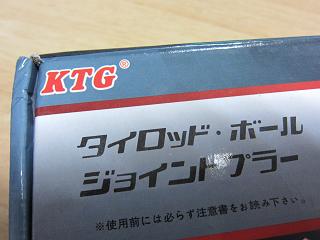 KTG®
タイロッド・ボール
ジョイントプラー
※使用前には必らず注意書をお読み下さい。